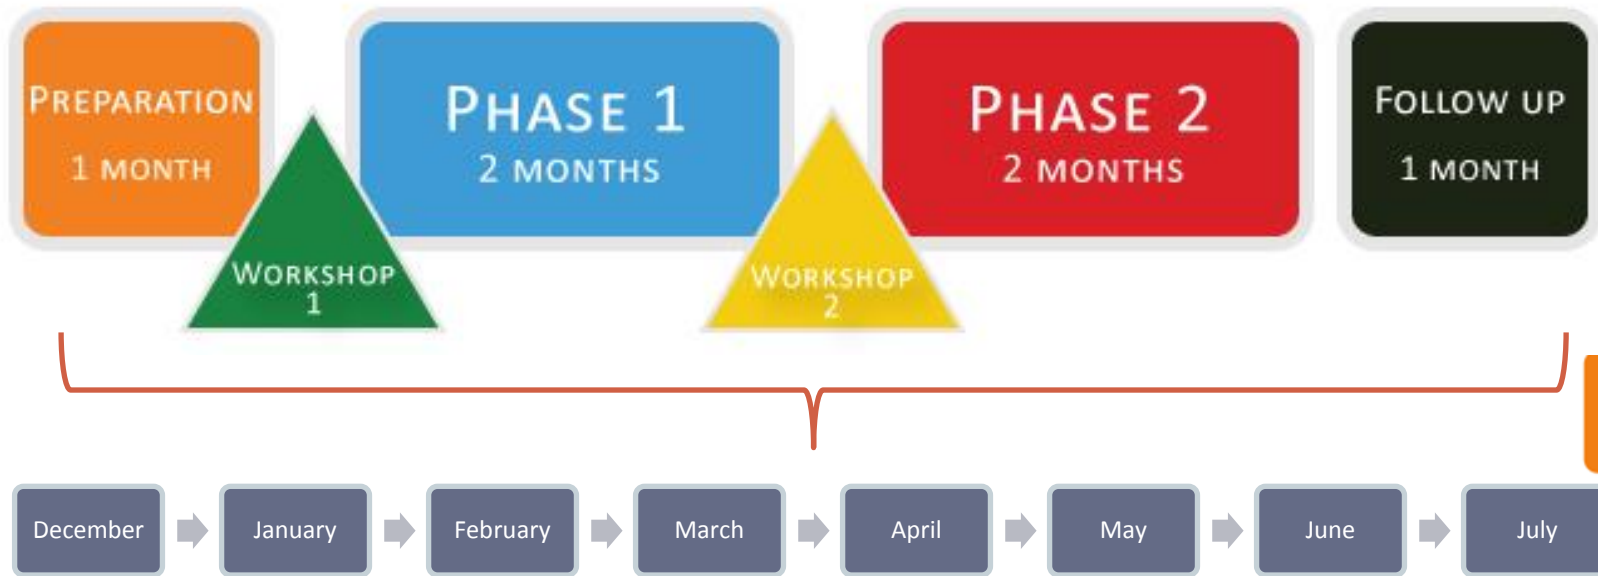 PREPARATION
1 MONTH
PHASE 1
2 MONTHS
PHASE 2
2 MONTHS
FOLLOW UP
1 MONTH
WORKSHOP
1
WORKSHOP
2
December
January
February
March
April
May
June
July